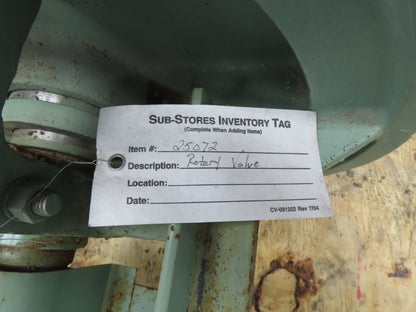 SUB-STORES INVENTORY TAG
(Complete When Adding Items)
Item #: 25072
Description: Rotary Valve
Location:
Date:
CV-091202 Rev 7/04